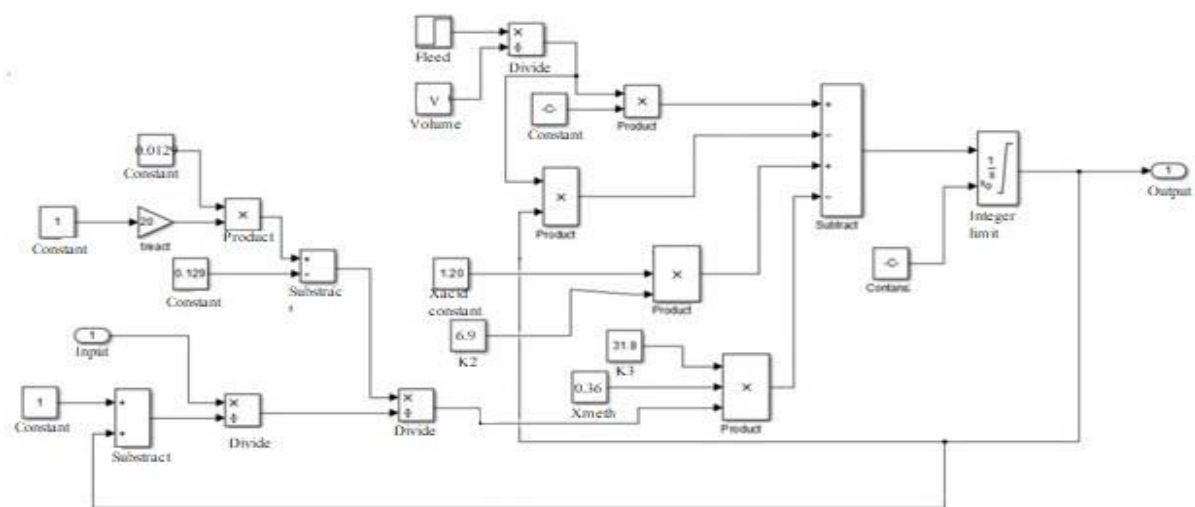 Fleed
×
÷
Divide
V
Volume
-C-
Constant
×
Product
+
-
+
-
Subtract
1
s
x0
Integer
limit
1
Output
-C-
Contans
0.0129
Constant
1
Constant
20
×
Product
0.129
Constant
+
-
Substrac
×
Product
1.20
Xacid
constant
×
Product
6.9
K2
31.8
K3
0.36
Xmeth
×
Product
1
Input
1
Constant
+
+
Substract
×
÷
Divide
×
÷
Divide